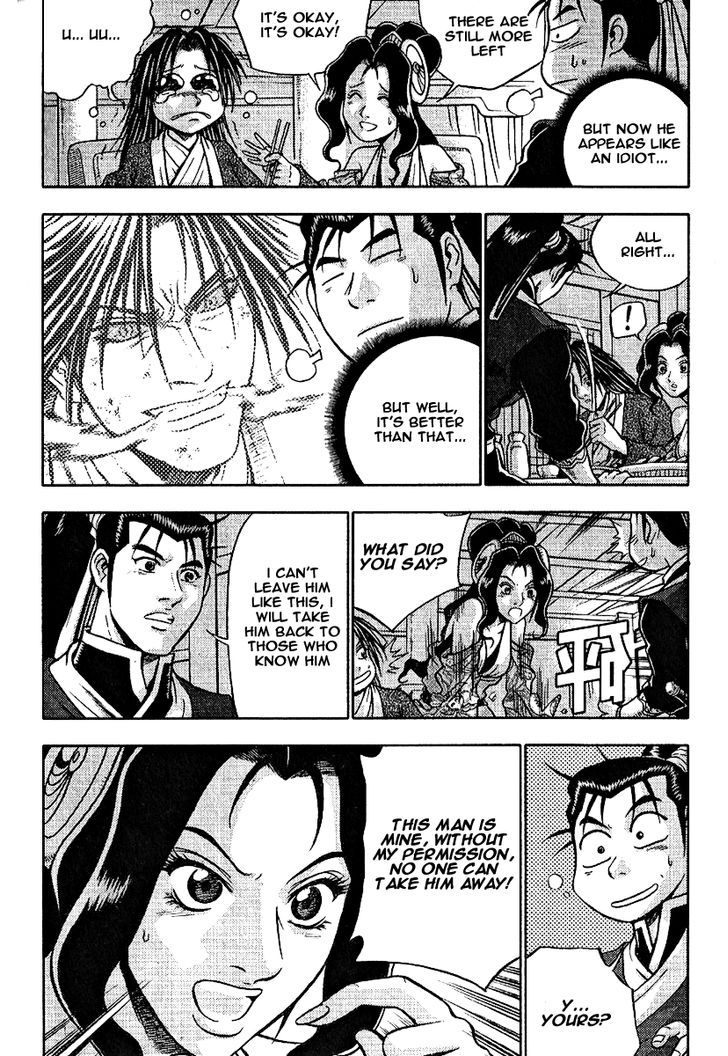 U... UU...
IT'S OKAY,
IT'S OKAY!
THERE ARE
STILL MORE
LEFT
BUT NOW HE
APPEARS LIKE
AN IDIOT...
BUT WELL,
IT'S BETTER
THAN THAT...
ALL
RIGHT...
!
I CAN'T
LEAVE HIM
LIKE THIS, I
WILL TAKE
HIM BACK TO
THOSE WHO
KNOW HIM
WHAT DID
YOU SAY?
THIS MAN IS
MINE, WITHOUT
MY PERMISSION,
NO ONE CAN
TAKE HIM AWAY!
Y...
YOURS?